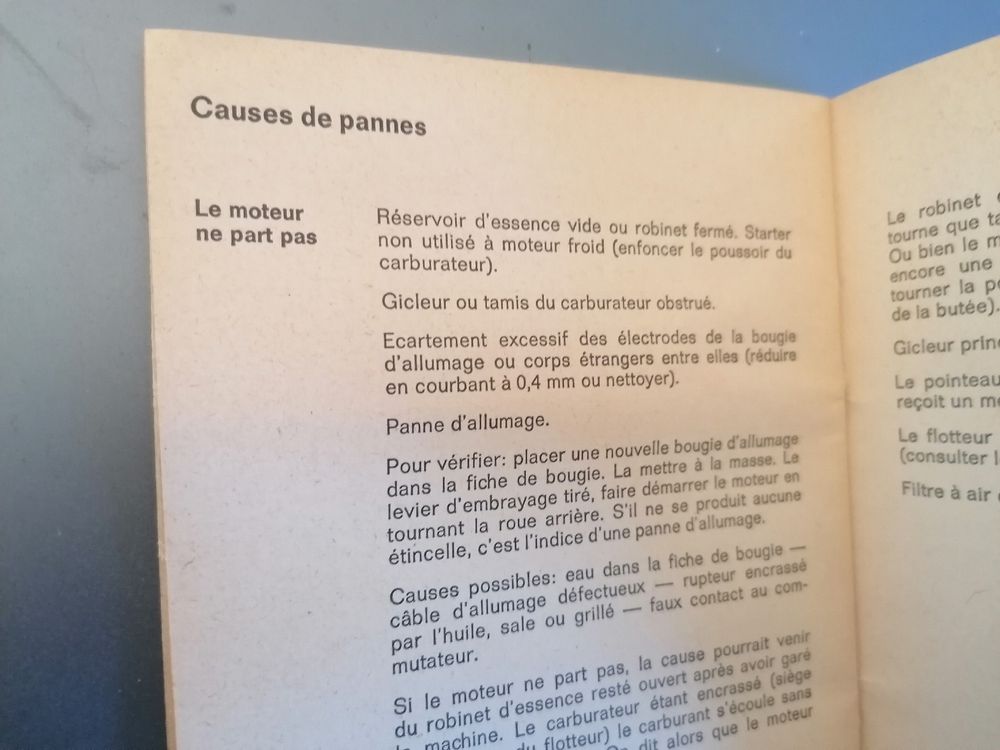 Causes de pannes
Le moteur
ne part pas
Réservoir d'essence vide ou robinet fermé. Starter
non utilisé à moteur froid (enfoncer le poussoir du
carburateur).
Gicleur ou tamis du carburateur obstrué.
Ecartement excessif des électrodes de la bougie
d'allumage ou corps étrangers entre elles (réduire
en courbant à 0,4 mm ou nettoyer).
Panne d'allumage.
Pour vérifier: placer une nouvelle bougie d'allumage
dans la fiche de bougie. La mettre à la masse. Le
levier d'embrayage tiré, faire démarrer le moteur en
tournant la roue arrière. S'il ne se produit aucune
étincelle, c'est l'indice d'une panne d'allumage.
Causes possibles: eau dans la fiche de bougie —
câble d'allumage défectueux — rupteur encrassé
par l'huile, sale ou grillé — faux contact au com-
mutateur.
Si le moteur ne part pas, la cause pourrait venir
du robinet d'essence resté ouvert après avoir garé
la machine. Le carburateur étant encrassé (siège
du flotteur) le carburant s'écoule sans
dit alors que le moteur
Le robinet
tourne que
Ou bien le
encore une
tourner la
de la butée).
Gicleur
Le pointeau
reçoit un
Le flotteur
(consulter
Filtre à air